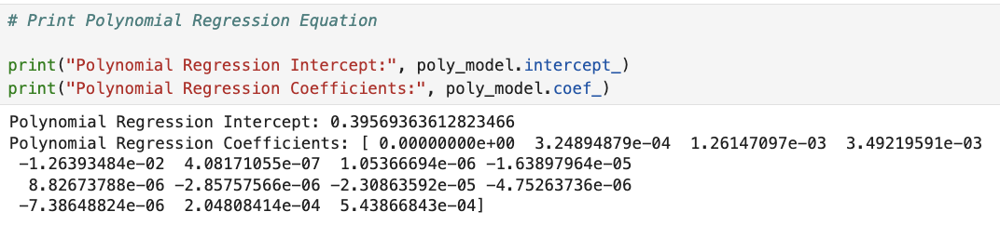 # Print Polynomial Regression Equation
print("Polynomial Regression Intercept:", poly_model.intercept_)
print("Polynomial Regression Coefficients:", poly_model.coef_)
Polynomial Regression Intercept: 0.39569363612823466
Polynomial Regression Coefficients: [ 0.00000000e+00  3.24894879e-04  1.26147097e-03  3.49219591e-03
 -1.26393484e-02  4.08171055e-07  1.05366694e-06 -1.63897964e-05
  8.82673788e-06 -2.85757566e-06 -2.30863592e-05 -4.75263736e-06
 -7.38648824e-06  2.04808414e-04  5.43866843e-04]